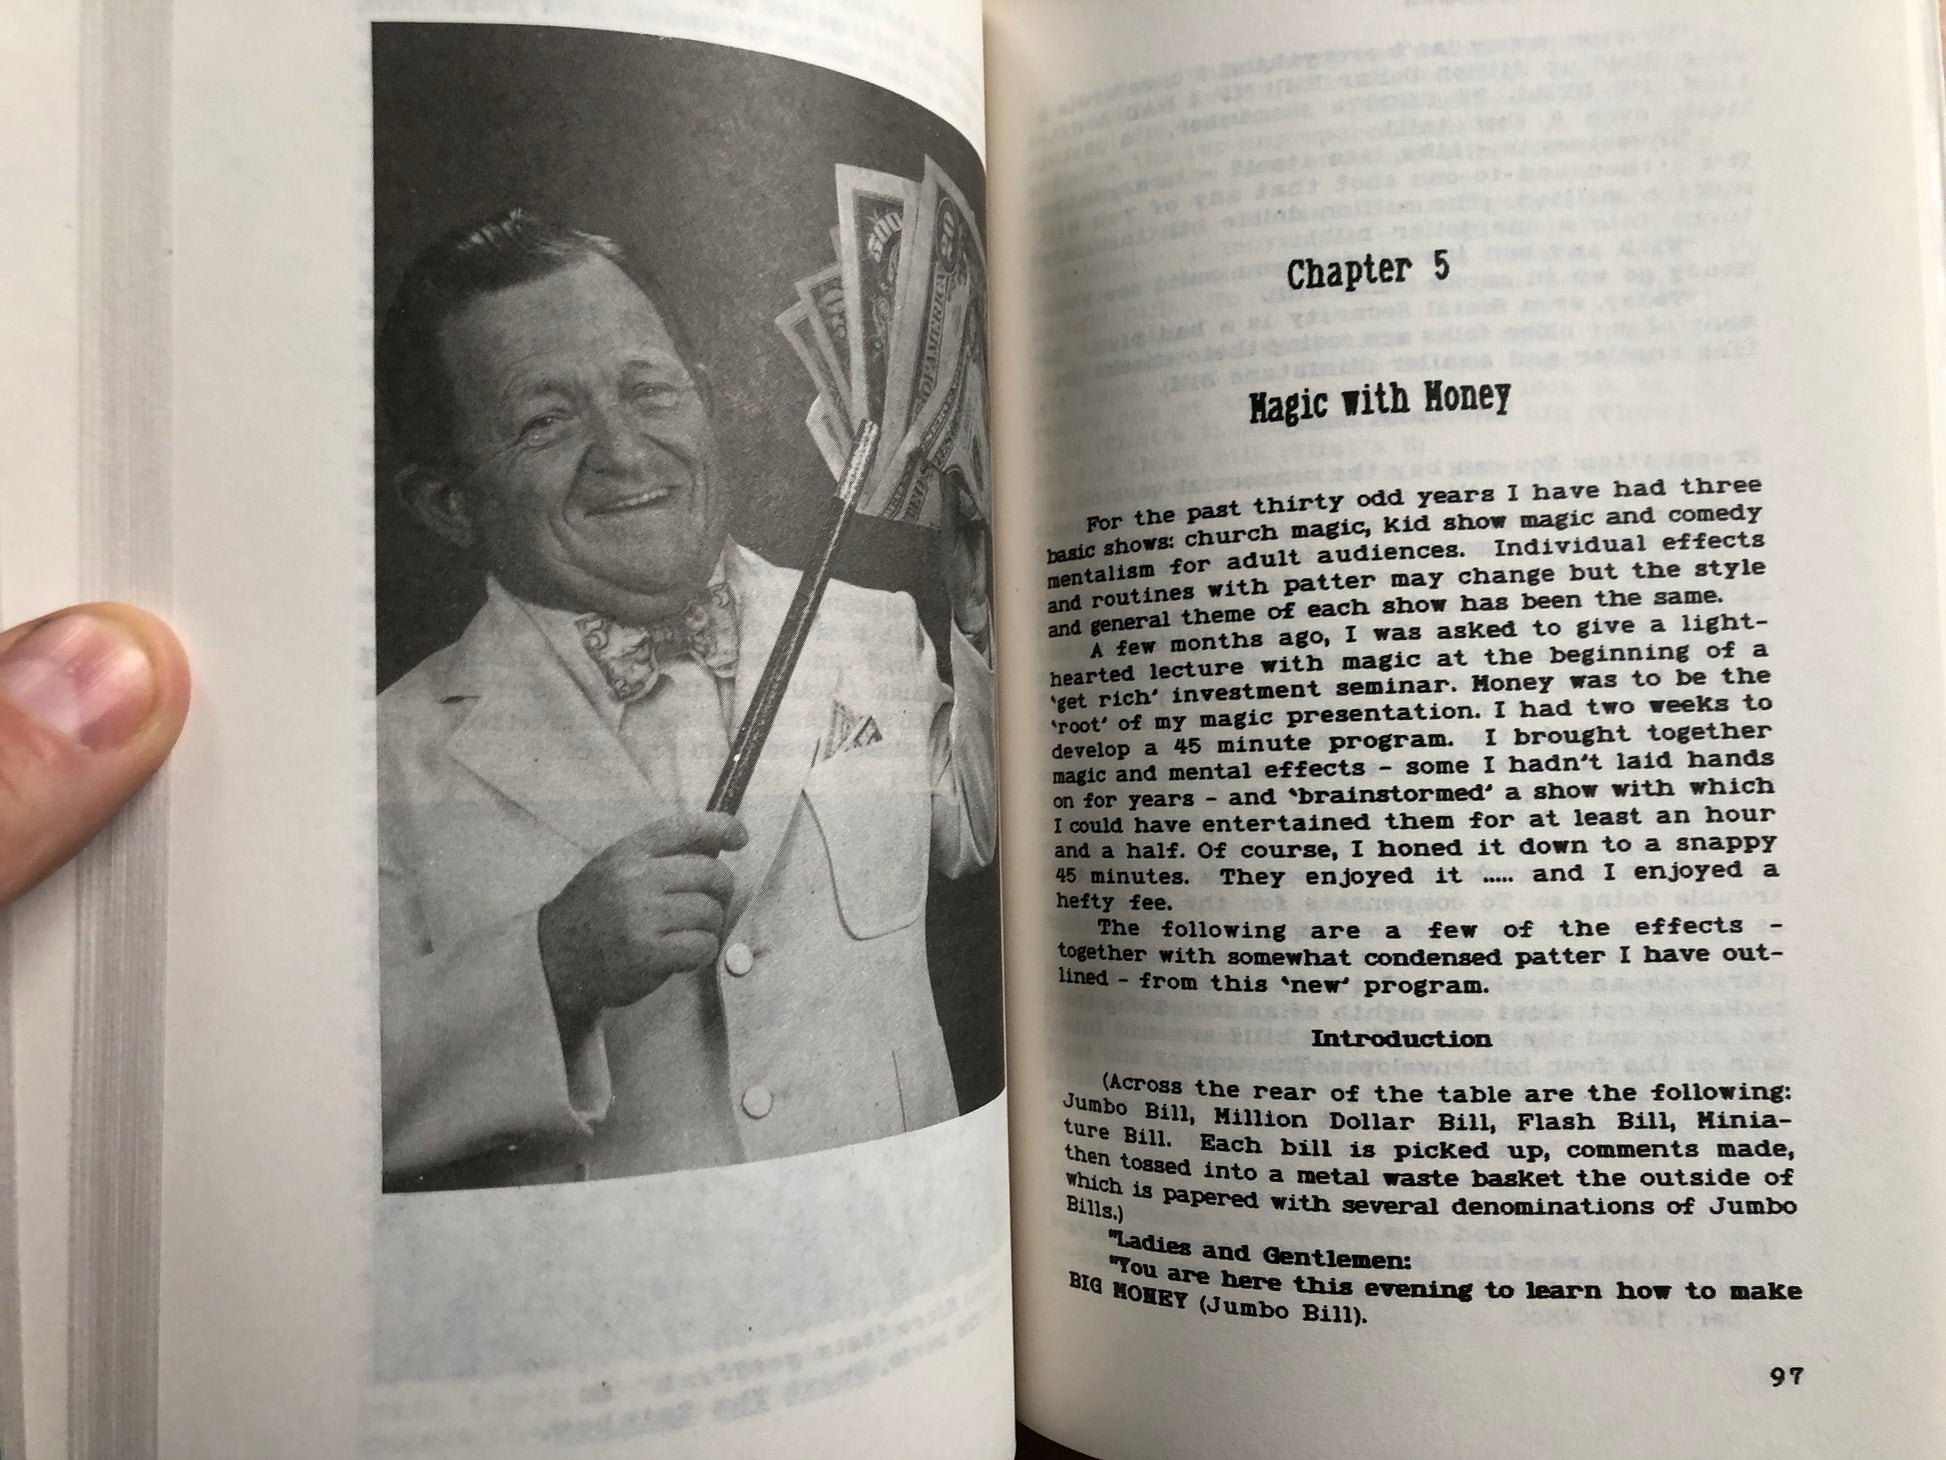 500
20
OF AMERICA
Chapter 5
Magic with Money
For the past thirty odd years I have had three
basic shows: church magic, kid show magic and comedy
mentalism for adult audiences. Individual effects
and routines with patter may change but the style
and general theme of each show has been the same.
A few months ago, I was asked to give a light-
hearted lecture with magic at the beginning of a
'get rich' investment seminar. Money was to be the
'root' of my magic presentation. I had two weeks to
develop a 45 minute program. I brought together
magic and mental effects - some I hadn't laid hands
on for years - and 'brainstormed' a show with which
I could have entertained them for at least an hour
and a half. Of course, I honed it down to a snappy
45 minutes. They enjoyed it ..... and I enjoyed a
hefty fee.
The following are a few of the effects -
together with somewhat condensed patter I have out-
lined - from this 'new' program.
Introduction
(Across the rear of the table are the following:
Jumbo Bill, Million Dollar Bill, Flash Bill, Minia-
ture Bill. Each bill is picked up, comments made,
then tossed into a metal waste basket the outside of
which is papered with several denominations of Jumbo
Bills.)
"Ladies and Gentlemen:
"You are here this evening to learn how to make
BIG MONEY (Jumbo Bill).
97